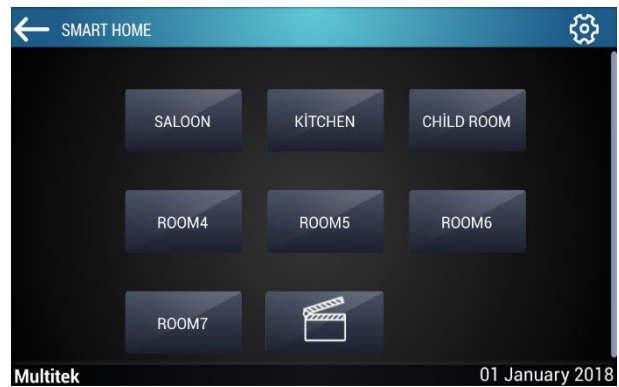 SMART HOME
SALOON
KİTCHEN
CHİLD ROOM
ROOM4
ROOM5
ROOM6
ROOM7
Multitek
01 January 2018